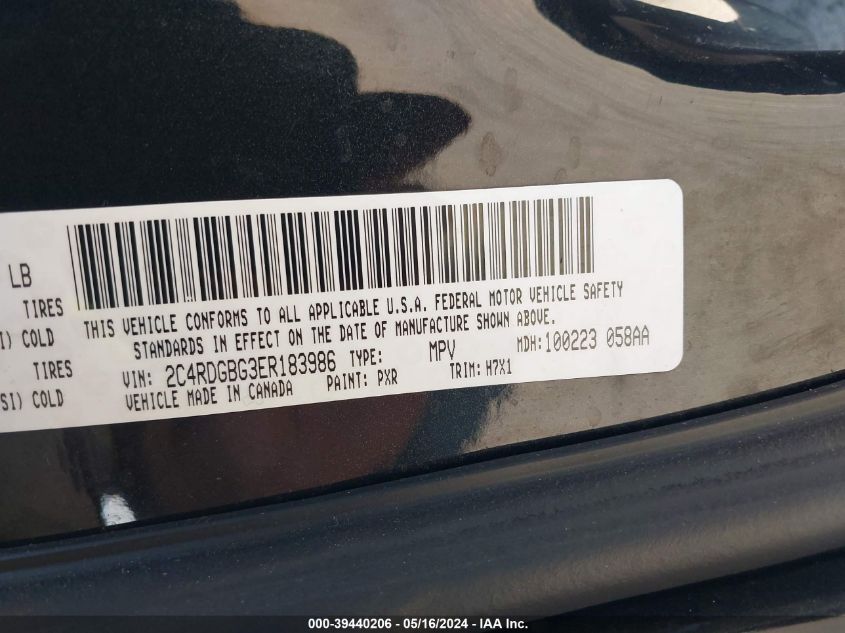 LB
TIRES
I) COLD
TIRES
SI) COLD
THIS VEHICLE CONFORMS TO ALL APPLICABLE U.S.A. FEDERAL MOTOR VEHICLE SAFETY
STANDARDS IN EFFECT ON THE DATE OF MANUFACTURE SHOWN ABOVE.
VIN: 2C4RDGBG3ER183986 TYPE: MPV MDH: 100223 058AA
VEHICLE MADE IN CANADA PAINT: PXR TRIM: H7X1
000-39440206 - 05/16/2024 - IAA Inc.